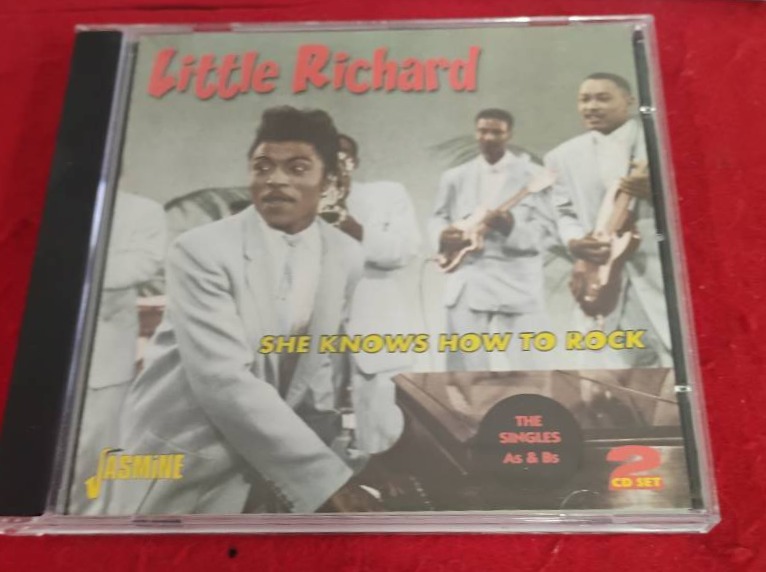 Little Richard
SHE KNOWS HOW TO ROCK
THE
SINGLES
As & Bs
JASMINE
2
CD SET